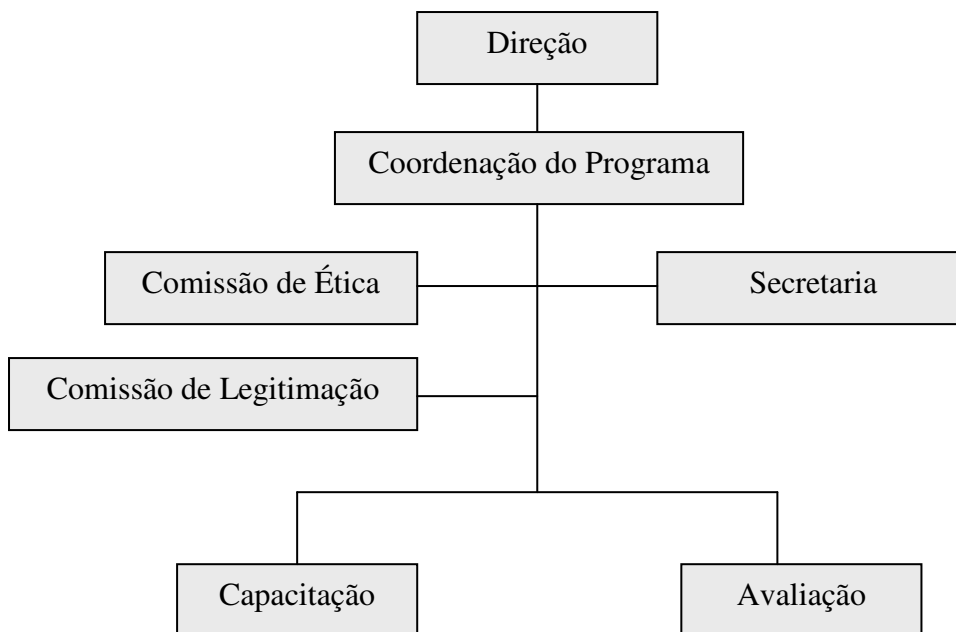 Direção
Coordenação do Programa
Comissão de Ética
Secretaria
Comissão de Legitimação
Capacitação
Avaliação